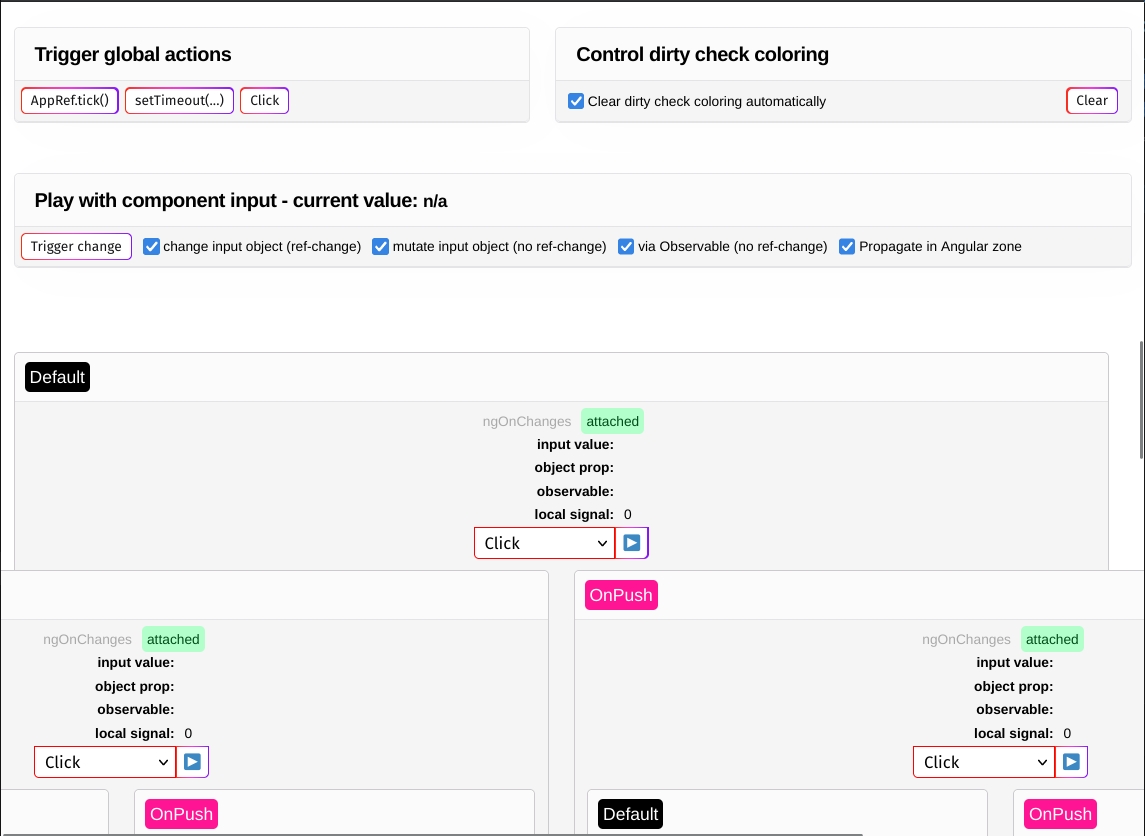 Trigger global actions
AppRef.tick() setTimeout(...) Click
Control dirty check coloring
Clear dirty check coloring automatically Clear
Play with component input - current value: n/a
Trigger change change input object (ref-change) mutate input object (no ref-change) via Observable (no ref-change) Propagate in Angular zone
Default
ngOnChanges attached
input value:
object prop:
observable:
local signal: 0
Click
ngOnChanges attached
input value:
object prop:
observable:
local signal: 0
Click
OnPush
OnPush
ngOnChanges attached
input value:
object prop:
observable:
local signal: 0
Click
Default
OnPush